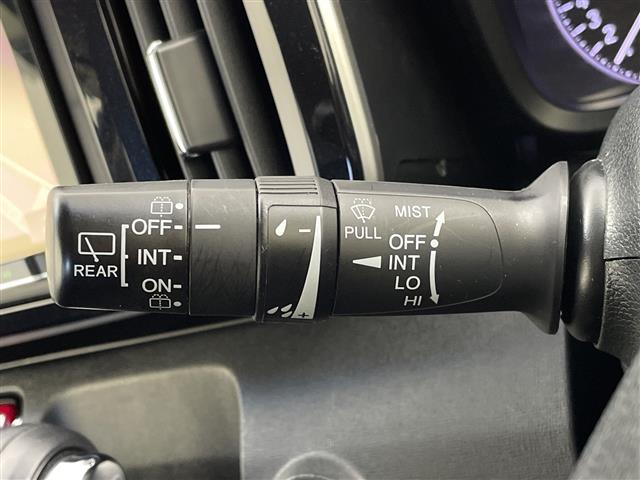 OFF
INT
ON
REAR
-
+
PULL
MIST
OFF
INT
LO
HI